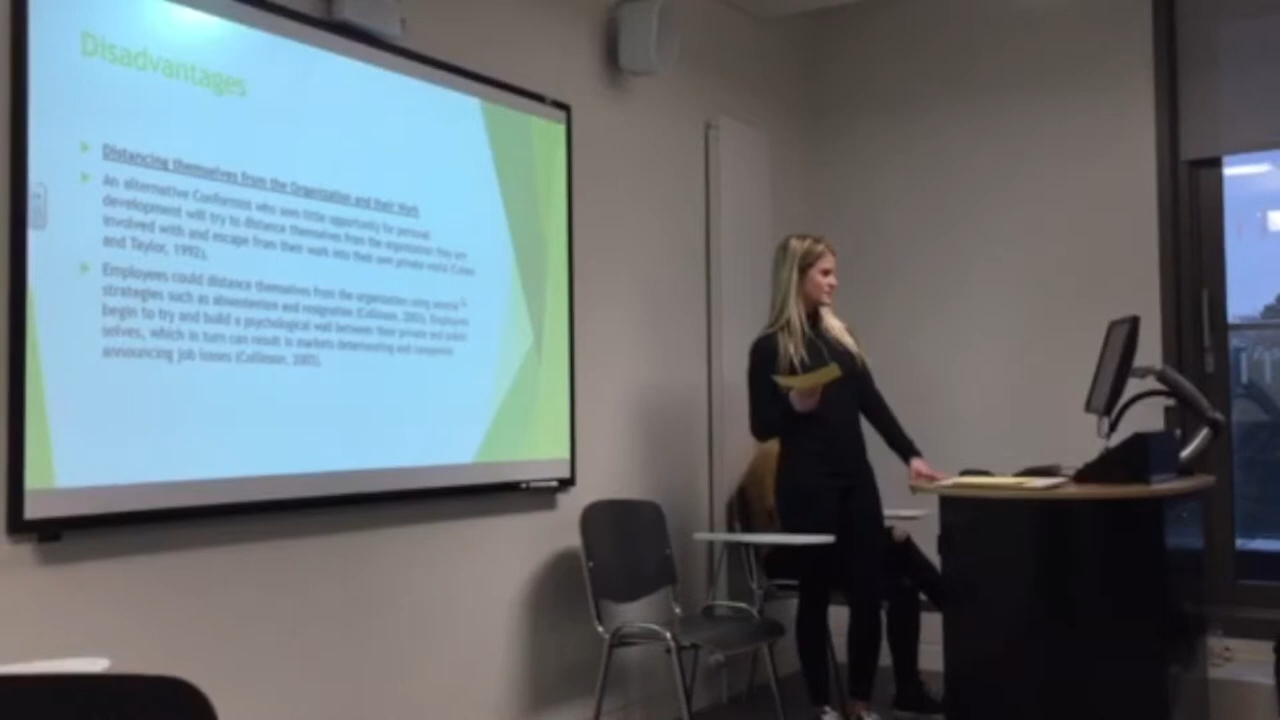 Disadvantages
Distancing themselves from the Organization and their Work
An alternative Conformist who sees little opportunity for personal
development will try to distance themselves from the organization they are
involved with and escape from their work into their own private world (Cohen
and Taylor, 1992).
Employees could distance themselves from the organization using several
strategies such as absenteeism and resignation (Collinson, 2003). Employees
begin to try and build a psychological wall between their private and public
selves, which in turn can result in markets deteriorating and companies
announcing job losses (Collinson, 2003).